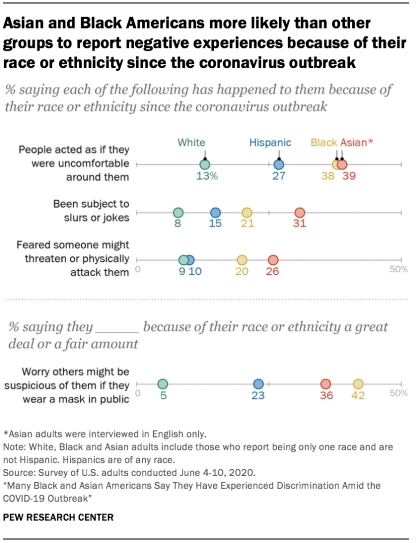 Asian and Black Americans more likely than other
groups to report negative experiences because of their
race or ethnicity since the coronavirus outbreak
% saying each of the following has happened to them because of
their race or ethnicity since the coronavirus outbreak
White Hispanic Black Asian*
People acted as if they
were uncomfortable
around them
13% 27 38 39
Been subject to
slurs or jokes
8 15 21 31
Feared someone might
threaten or physically
attack them
0 9 10 20 26 50%
% saying they _____ because of their race or ethnicity a great
deal or a fair amount
Worry others might be
suspicious of them if they
wear a mask in public
0 5 23 36 42 50%
*Asian adults were interviewed in English only.
Note: White, Black and Asian adults include those who report being only one race and are
not Hispanic. Hispanics are of any race.
Source: Survey of U.S. adults conducted June 4-10, 2020.
"Many Black and Asian Americans Say They Have Experienced Discrimination Amid the
COVID-19 Outbreak"
PEW RESEARCH CENTER